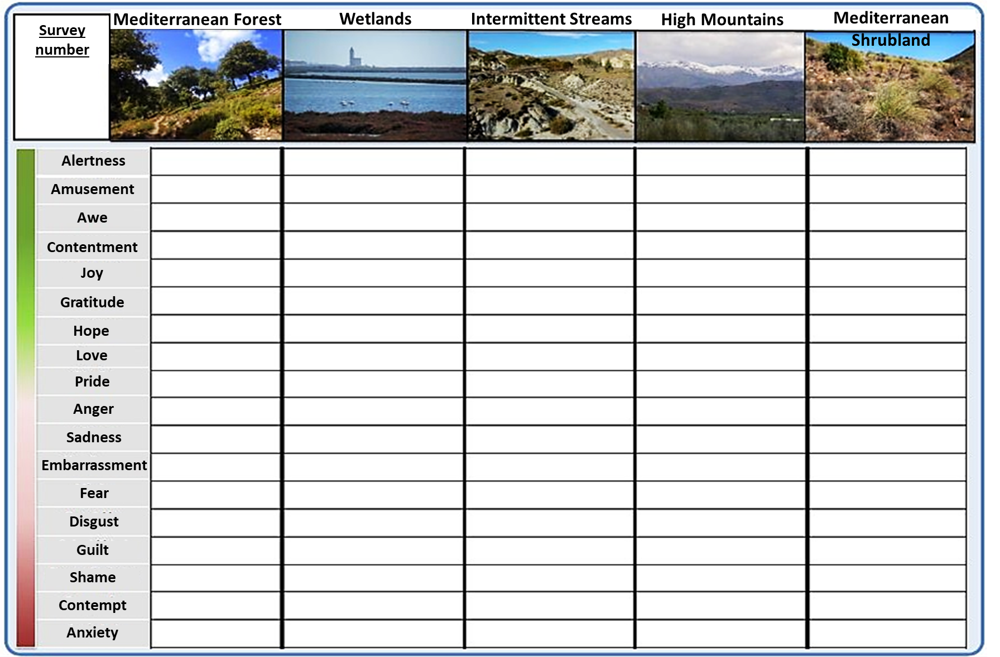 Survey
number
Mediterranean Forest
Wetlands
Intermittent Streams
High Mountains
Mediterranean
Shrubland
Alertness
Amusement
Awe
Contentment
Joy
Gratitude
Hope
Love
Pride
Anger
Sadness
Embarrassment
Fear
Disgust
Guilt
Shame
Contempt
Anxiety